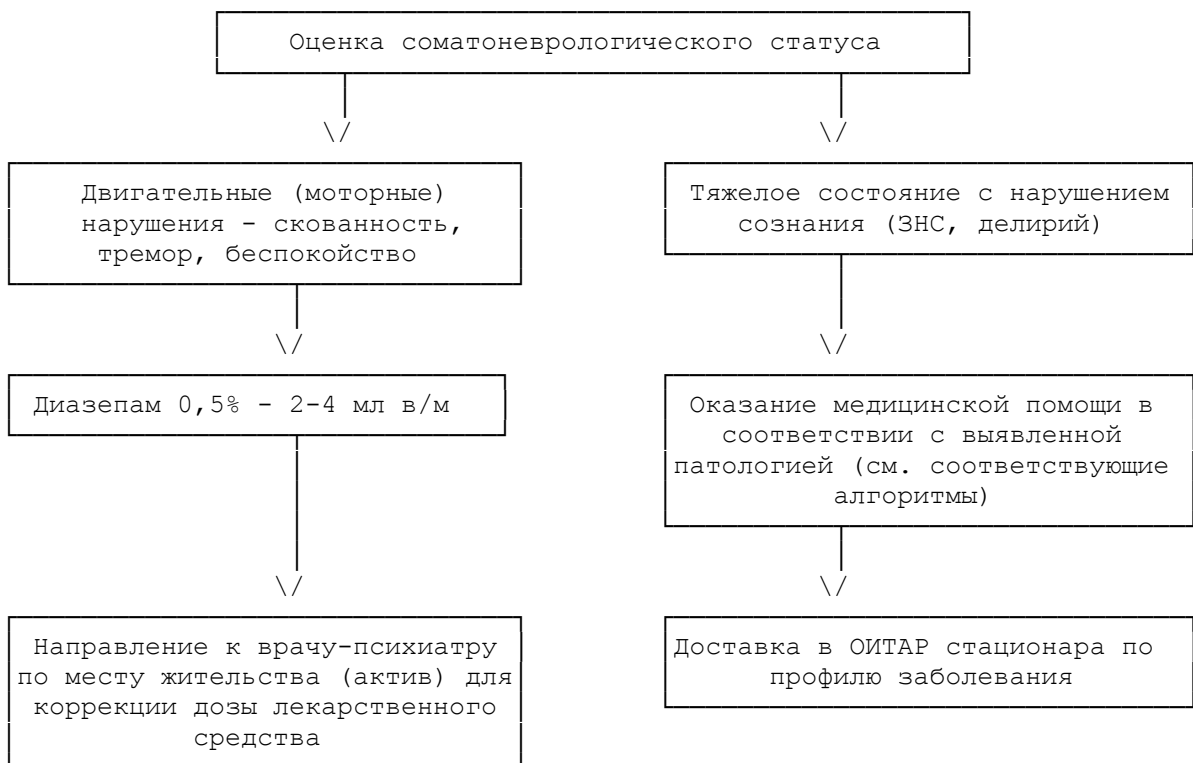 Оценка соматоневрологического статуса
Двигательные (моторные)
нарушения - скованность,
тремор, беспокойство
Тяжелое состояние с нарушением
сознания (ЗНС, делирий)
Диазепам 0,5% - 2-4 мл в/м
Оказание медицинской помощи в
соответствии с выявленной
патологией (см. соответствующие
алгоритмы)
Направление к врачу-психиатру
по месту жительства (актив) для
коррекции дозы лекарственного
средства
Доставка в ОИТАР стационара по
профилю заболевания